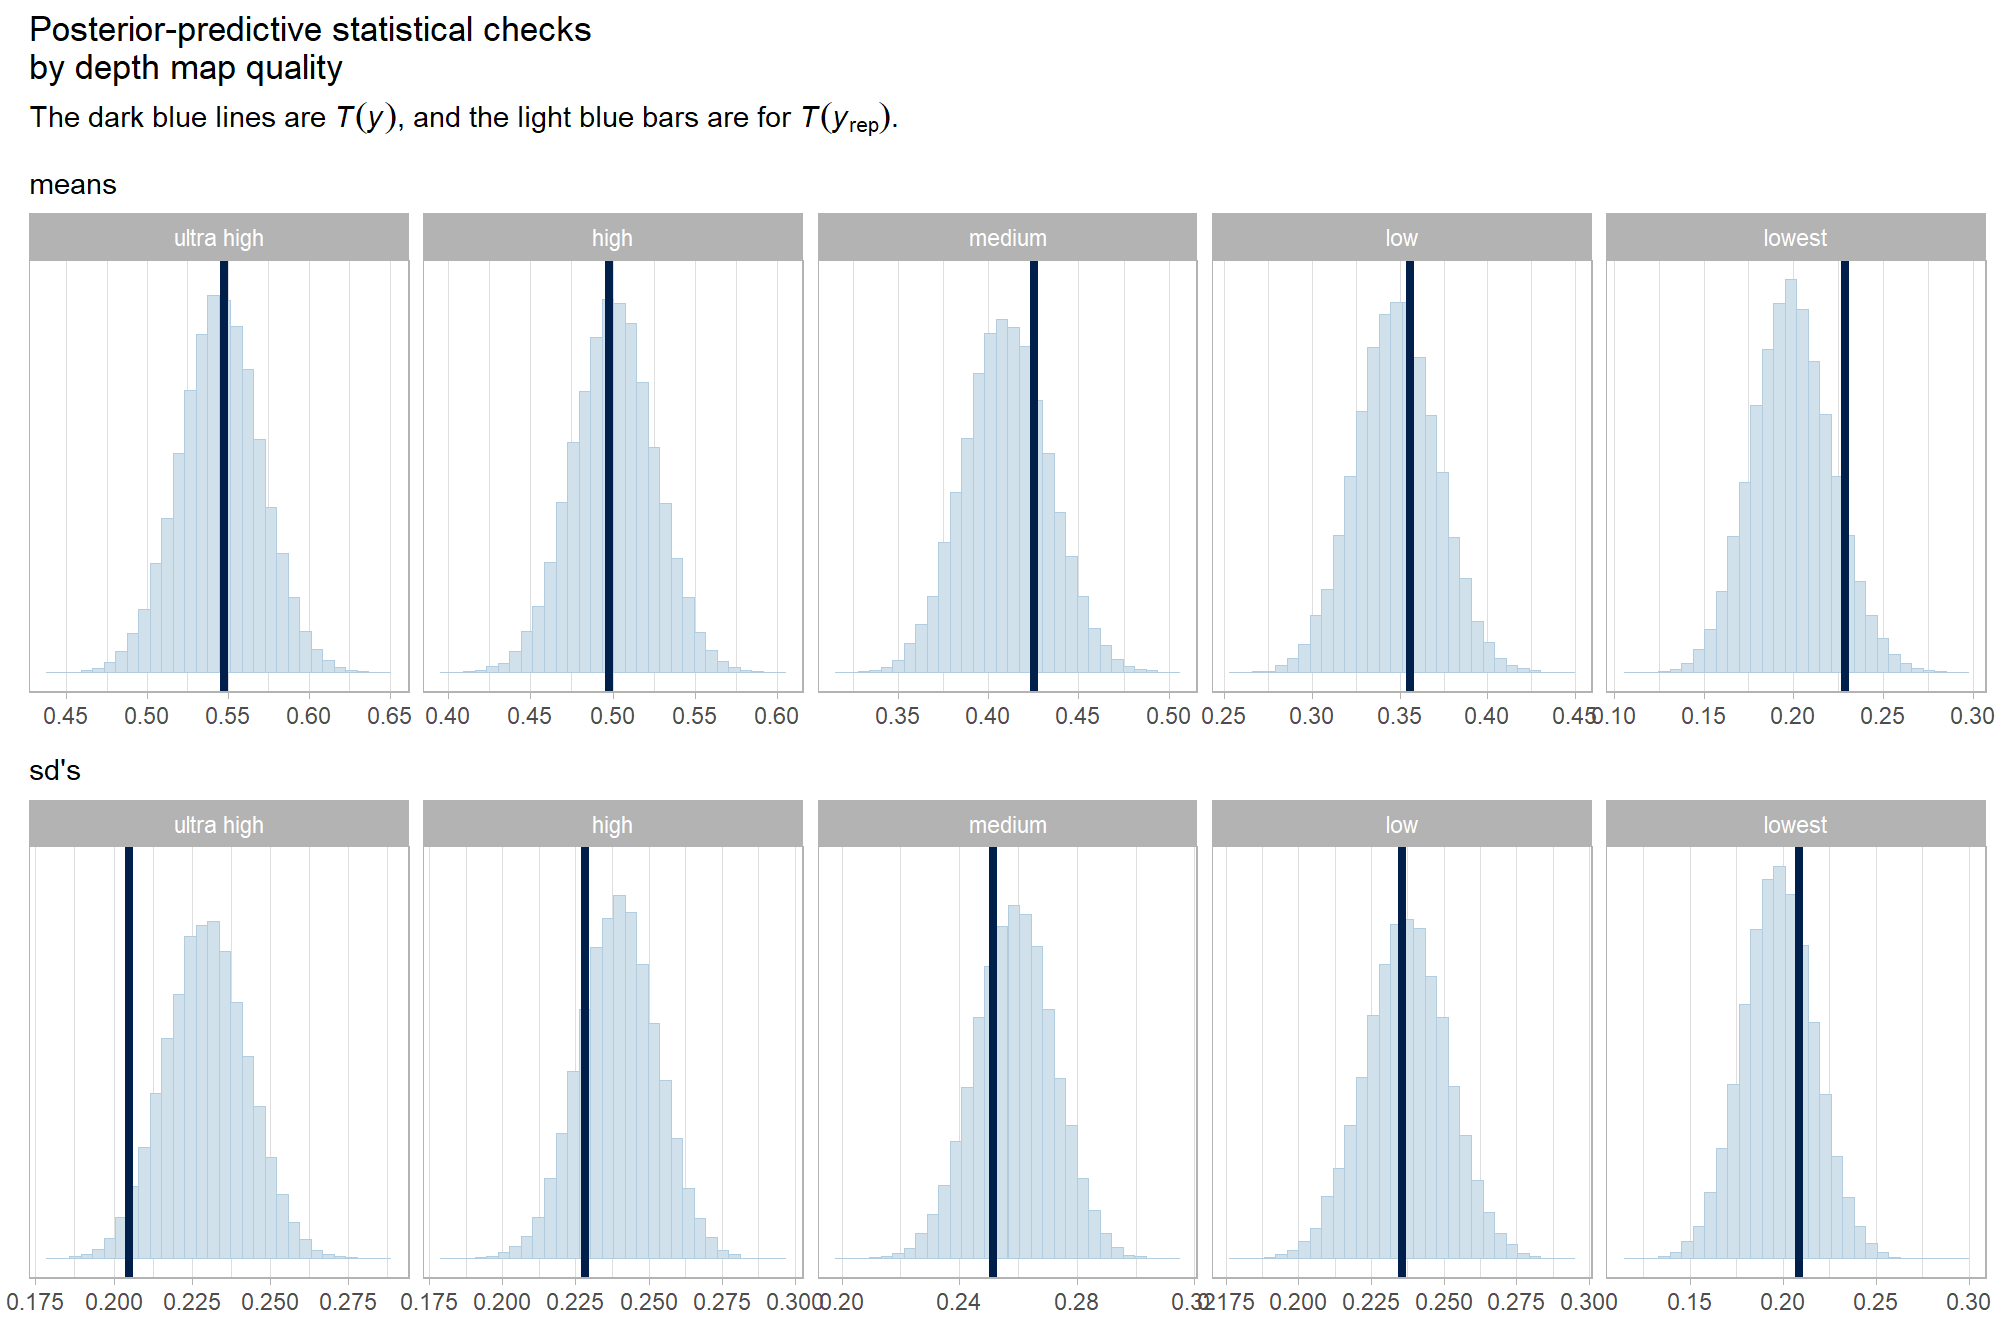 Posterior-predictive statistical checks
by depth map quality
The dark blue lines are T(y), and the light blue bars are for T(y_rep).
means
ultra high high medium low lowest
0.45 0.50 0.55 0.60 0.65 0.40 0.45 0.50 0.55 0.60 0.35 0.40 0.45 0.50 0.25 0.30 0.35 0.40 0.45 0.10 0.15 0.20 0.25 0.30
sd's
ultra high high medium low lowest
0.175 0.200 0.225 0.250 0.275 0.175 0.200 0.225 0.250 0.275 0.300 0.20 0.24 0.28 0.32 0.175 0.200 0.225 0.250 0.275 0.300 0.15 0.20 0.25 0.30